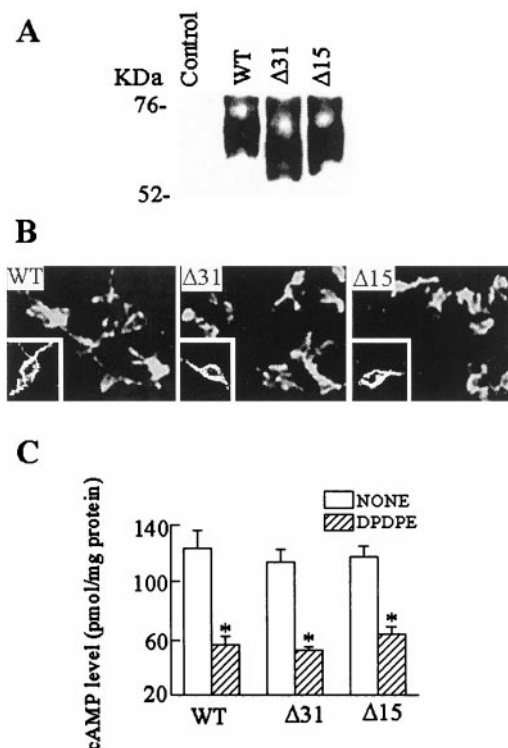 A
KDa
Control
WT
Δ31
Δ15
76-
52-
B
WT
Δ31
Δ15
C
cAMP level (pmol/mg protein)
NONE
DPDPE
140
100
60
20
*
*
*
WT
Δ31
Δ15